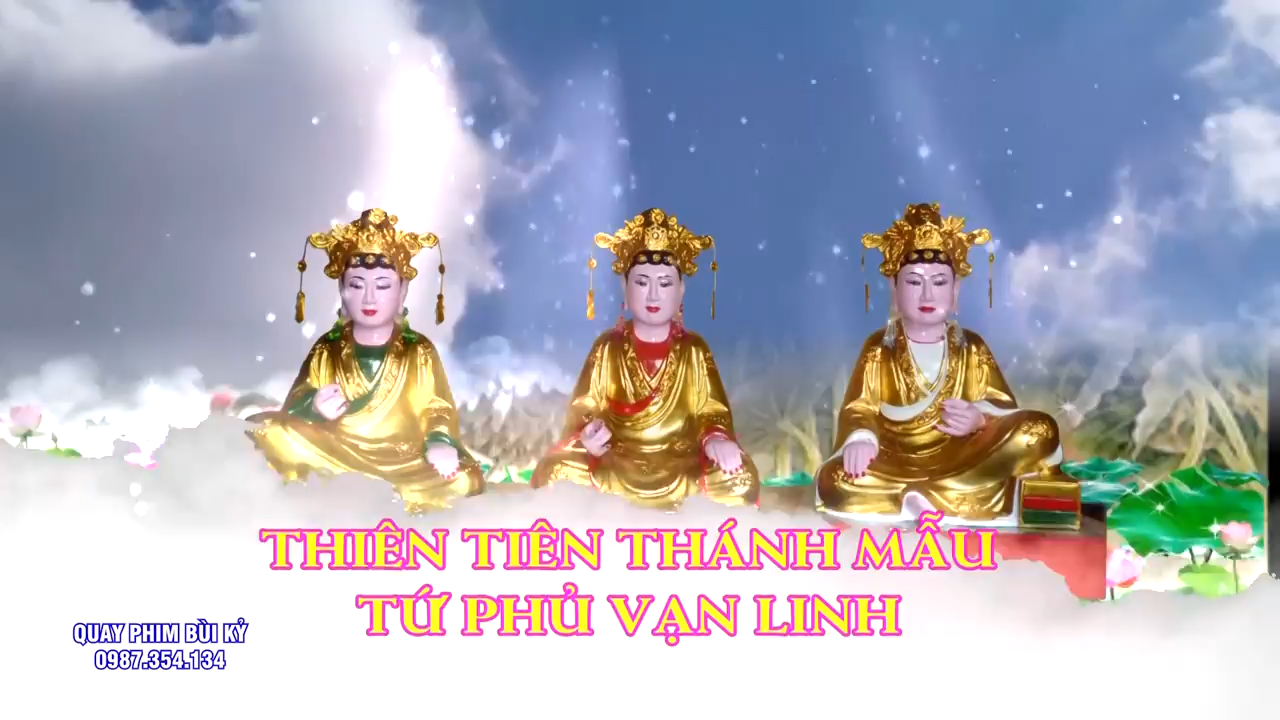 THIÊN TIÊN THÁNH MẪU
TỨ PHỦ VẠN LINH
QUAY PHIM BÙI KỶ
0987.354.134